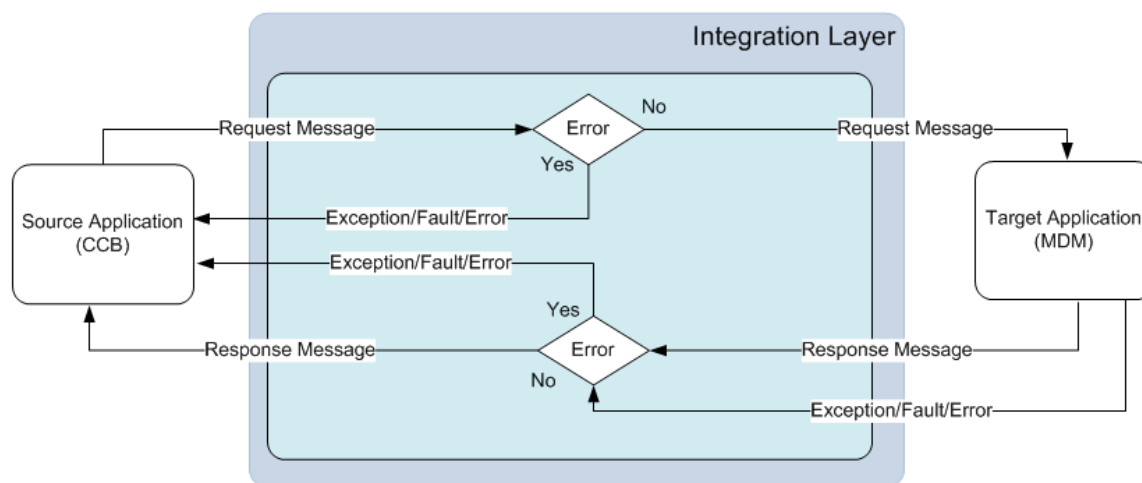 Integration Layer
No
Request Message
Error
Request Message
Yes
Source Application
(CCB)
Target Application
(MDM)
Exception/Fault/Error
Exception/Fault/Error
Yes
Response Message
Error
Response Message
No
Exception/Fault/Error